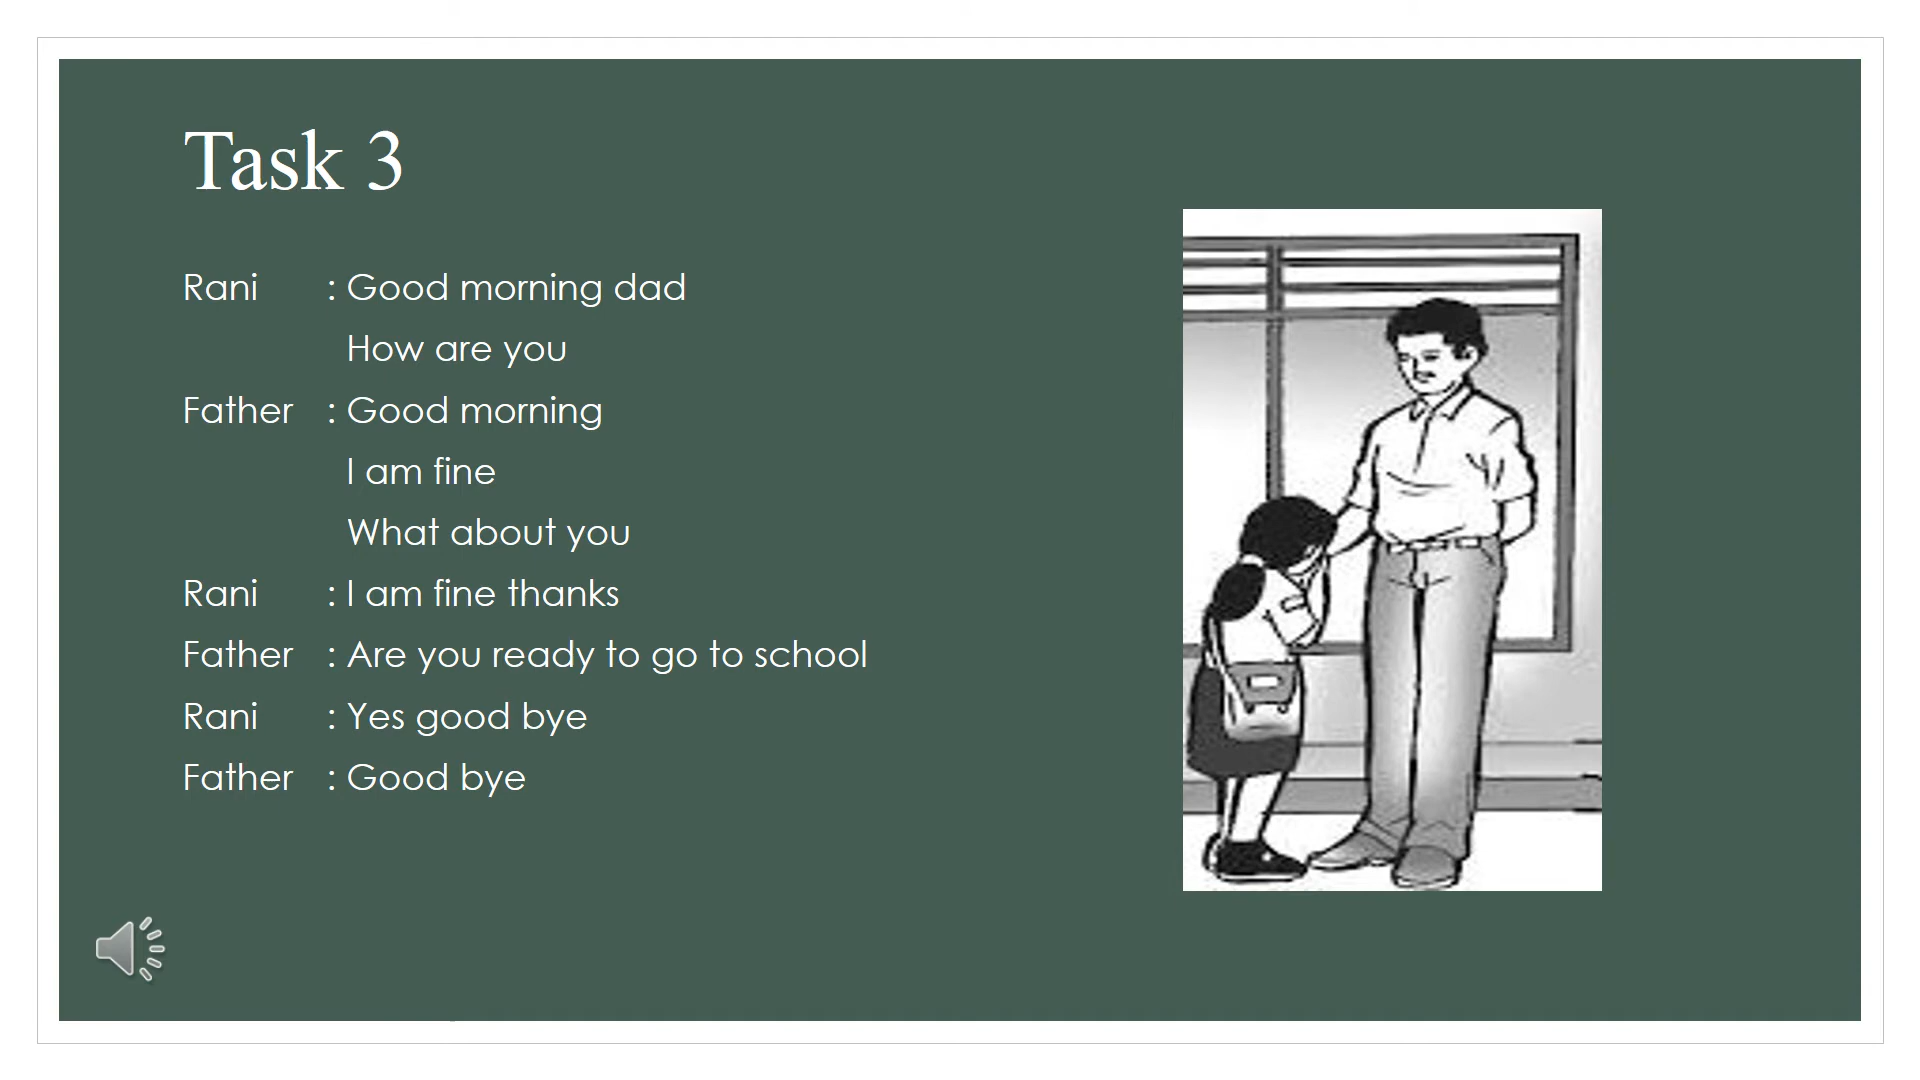 Task 3
Rani : Good morning dad
How are you
Father : Good morning
I am fine
What about you
Rani : I am fine thanks
Father : Are you ready to go to school
Rani : Yes good bye
Father : Good bye